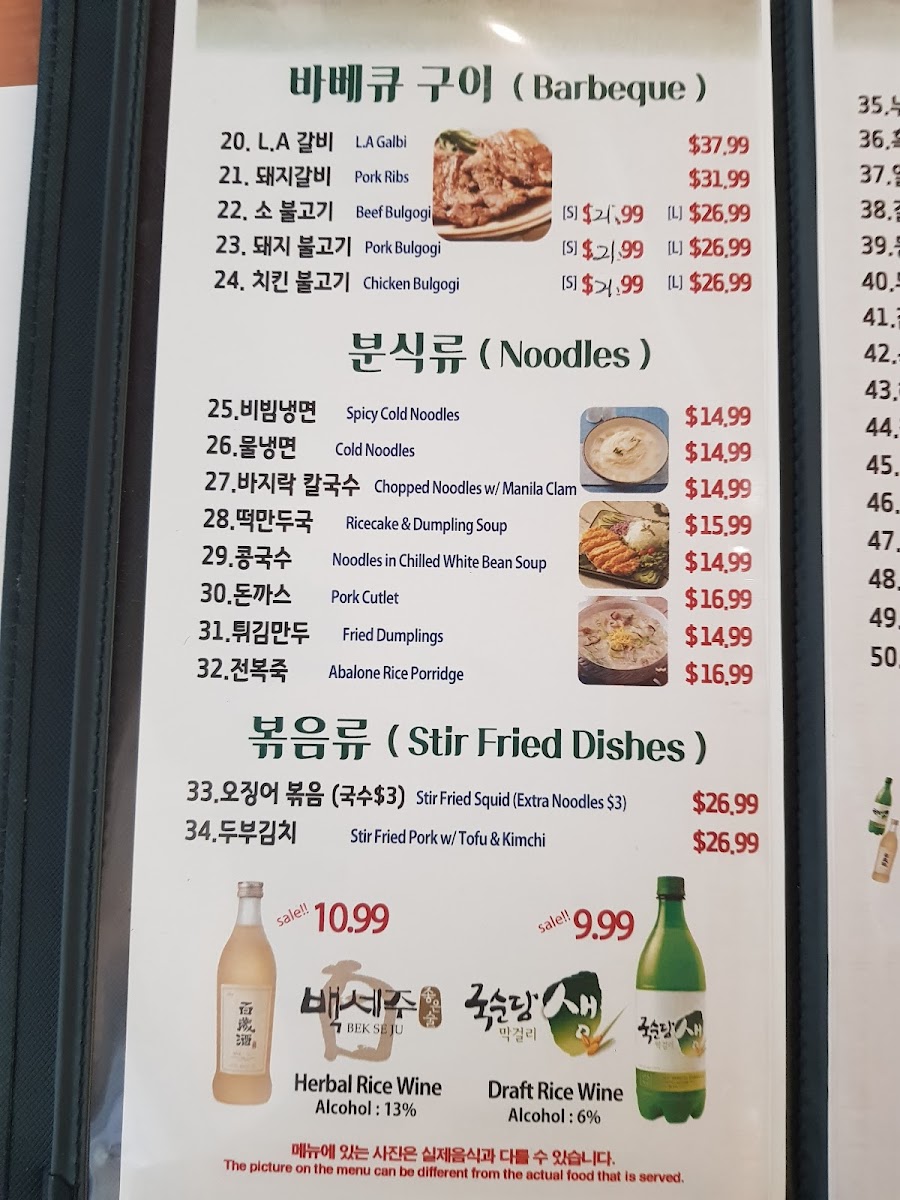 바베큐 구이 ( Barbeque )
20. L.A 갈비 L.A Galbi $37.99
21. 돼지갈비 Pork Ribs $31.99
22. 소 불고기 Beef Bulgogi [S] $21.99 [L] $26.99
23. 돼지 불고기 Pork Bulgogi [S] $21.99 [L] $26.99
24. 치킨 불고기 Chicken Bulgogi [S] $21.99 [L] $26.99
분식류 ( Noodles )
25.비빔냉면 Spicy Cold Noodles $14.99
26.물냉면 Cold Noodles $14.99
27.바지락 칼국수 Chopped Noodles w/ Manila Clam $14.99
28.떡만두국 Ricecake & Dumpling Soup $15.99
29.콩국수 Noodles in Chilled White Bean Soup $14.99
30.돈까스 Pork Cutlet $16.99
31.튀김만두 Fried Dumplings $14.99
32.전복죽 Abalone Rice Porridge $16.99
볶음류 ( Stir Fried Dishes )
33.오징어 볶음 (국수$3) Stir Fried Squid (Extra Noodles $3) $26.99
34.두부김치 Stir Fried Pork w/ Tofu & Kimchi $26.99
sale!! 10.99
sale!! 9.99
百歲酒
백세주 좋은술
BEK SE JU
국순당 생
막걸리
국순당 생
막걸리
Herbal Rice Wine
Alcohol : 13%
Draft Rice Wine
Alcohol : 6%
메뉴에 있는 사진은 실제음식과 다를 수 있습니다.
The picture on the menu can be different from the actual food that is served.
35.
36.
37.
38.
39.
40.
41.
42.
43.
44.
45.
46.
47.
48.
49.
50.